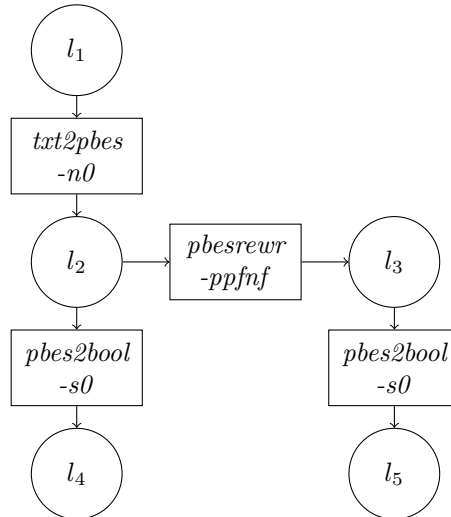 l1
txt2pbes
-n0
l2
pbesrewr
-ppfnf
l3
pbes2bool
-s0
pbes2bool
-s0
l4
l5